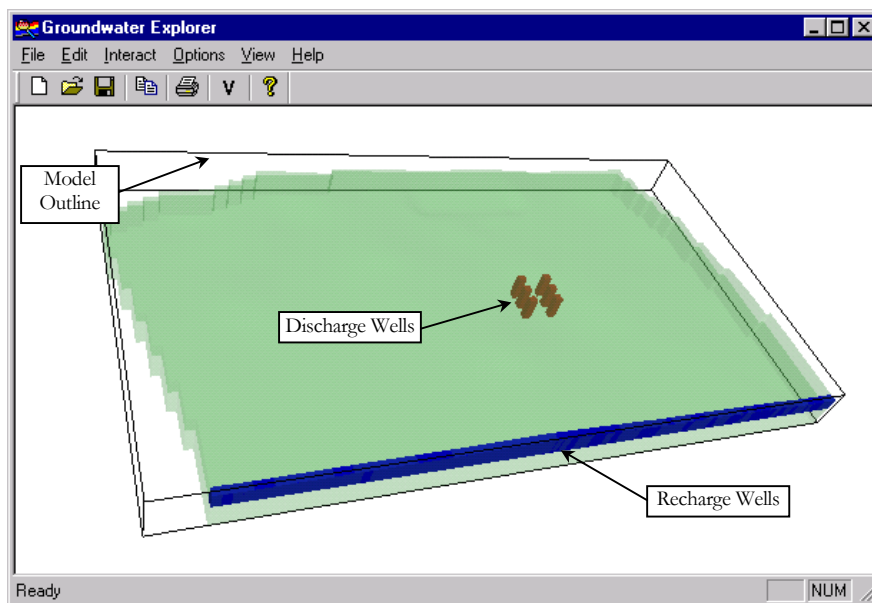 Groundwater Explorer
File Edit Interact Options View Help
V
Model
Outline
Discharge Wells
Recharge Wells
Ready
NUM